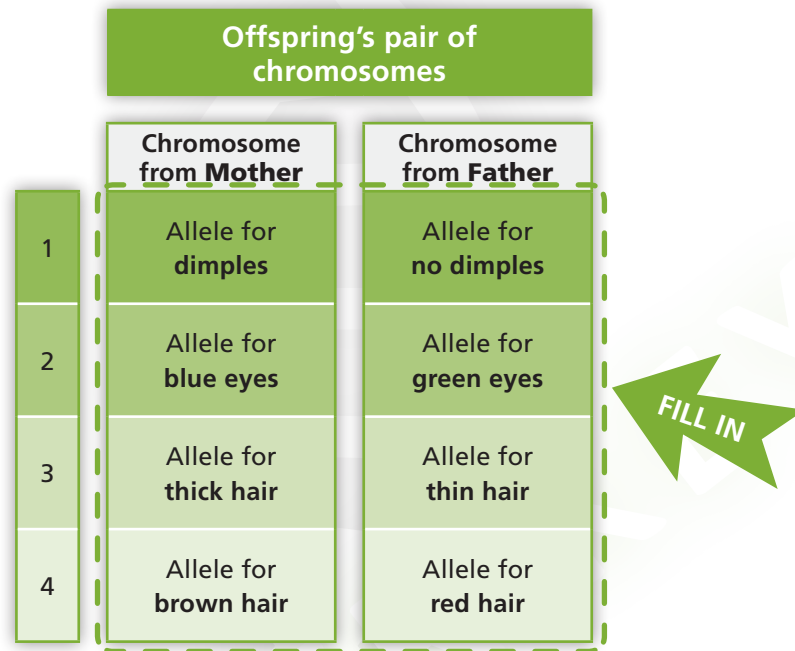 Offspring's pair of
chromosomes
Chromosome
from Mother
Chromosome
from Father
1
Allele for
dimples
Allele for
no dimples
2
Allele for
blue eyes
Allele for
green eyes
FILL IN
3
Allele for
thick hair
Allele for
thin hair
4
Allele for
brown hair
Allele for
red hair